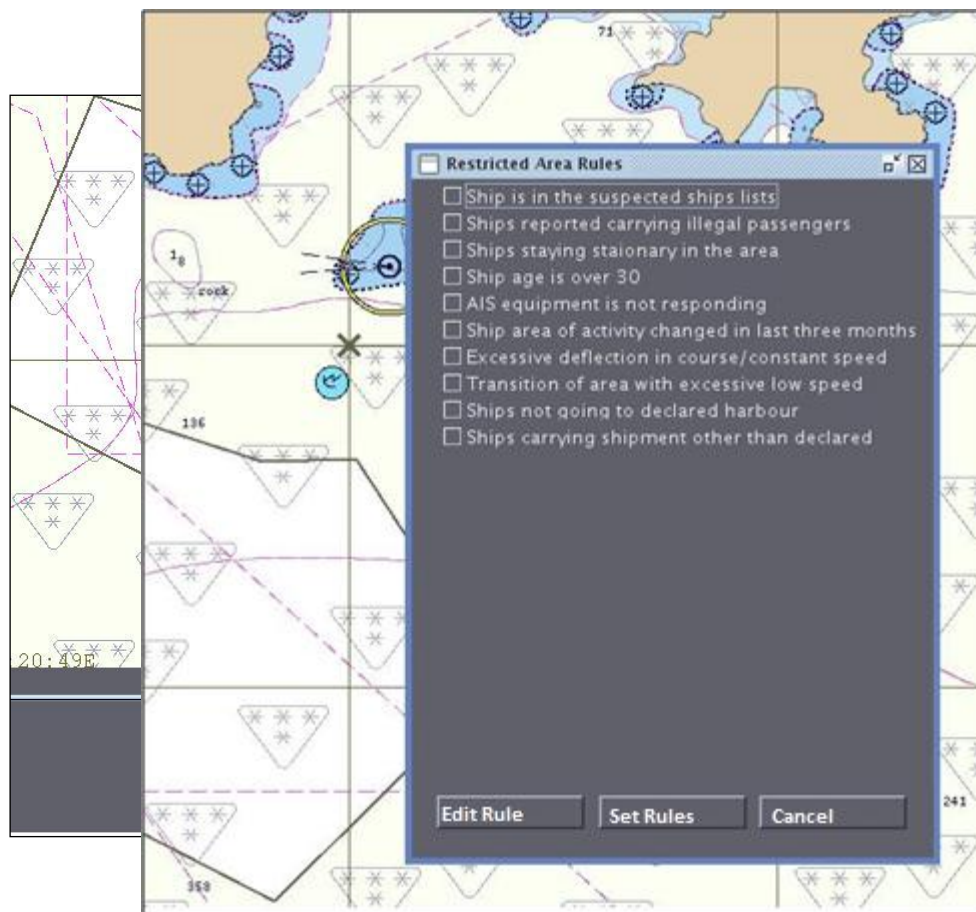 71
Restricted Area Rules
Ship is in the suspected ships lists
Ships reported carrying illegal passengers
Ships staying staionary in the area
18
Ship age is over 30
rock
AIS equipment is not responding
Ship area of activity changed in last three months
Excessive deflection in course/constant speed
Transition of area with excessive low speed
Ships not going to declared harbour
136
Ships carrying shipment other than declared
20:49E
241
Edit Rule
Set Rules
Cancel
358